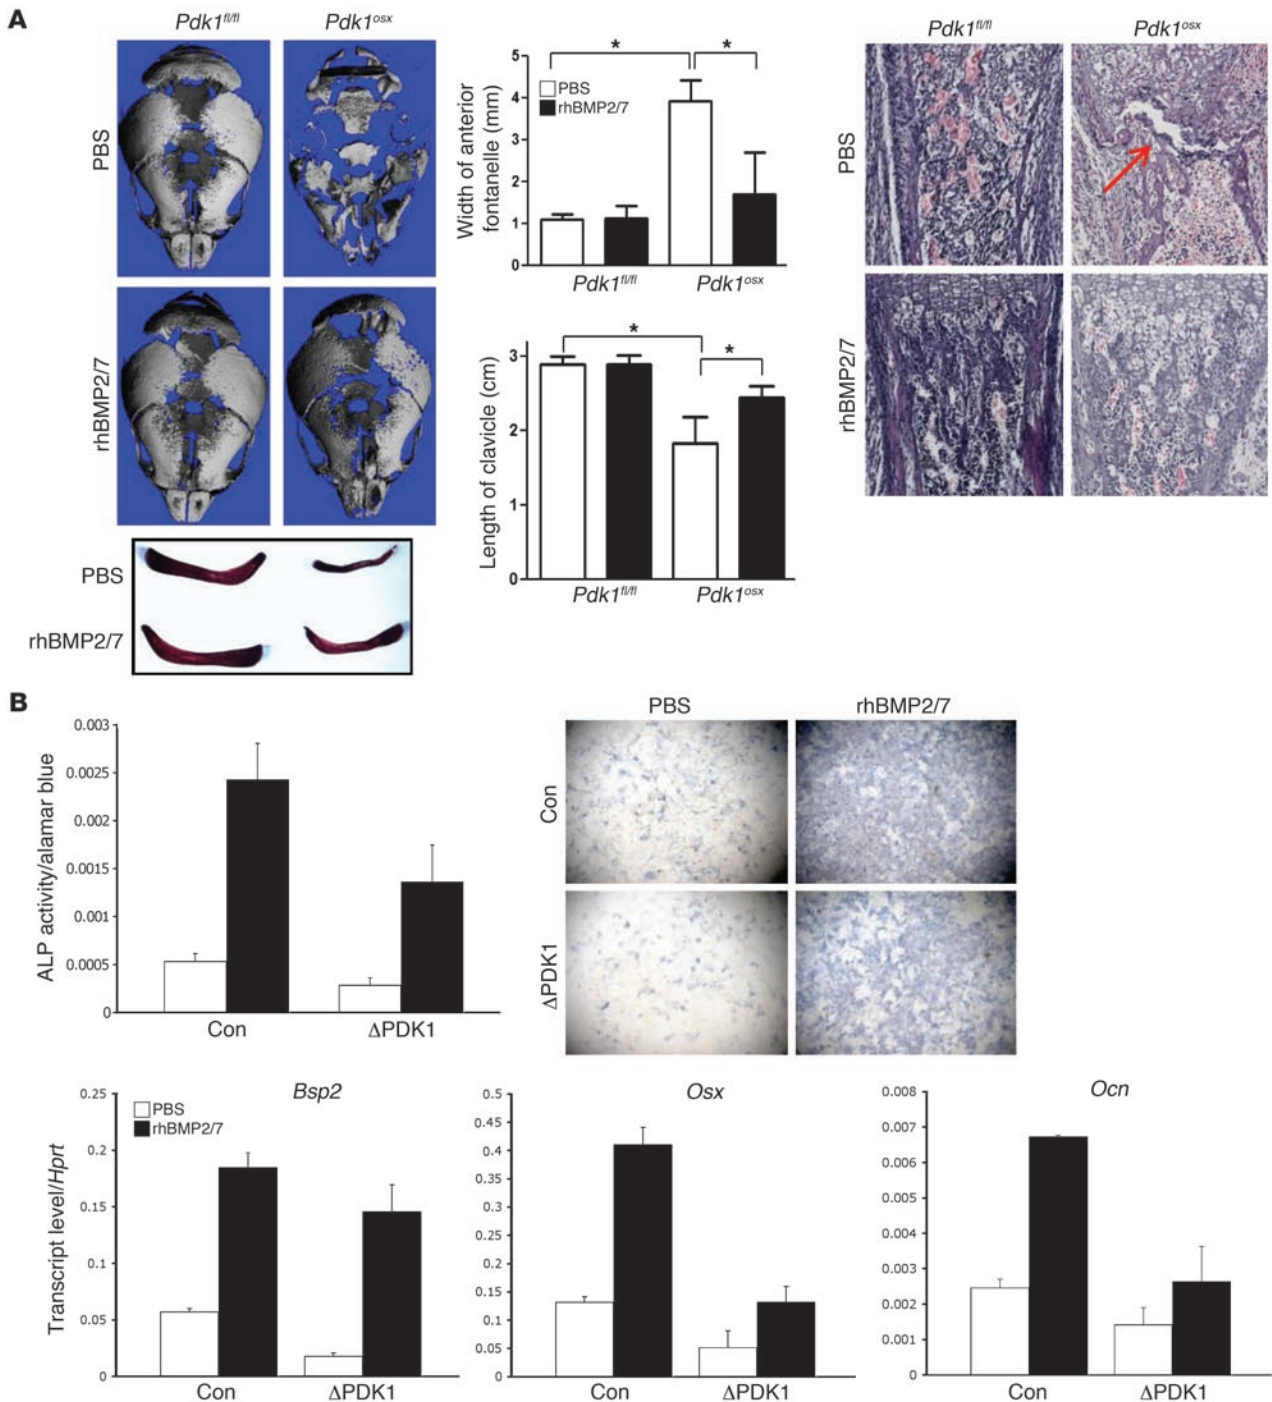 A
Pdk1fl/fl Pdk1osx
PBS
rhBMP2/7
PBS
rhBMP2/7
Width of anterior
fontanelle (mm)
5
4
3
2
1
0
PBS
rhBMP2/7
* *
Pdk1fl/fl Pdk1osx
Length of clavicle (cm)
3
2
1
0
* *
Pdk1fl/fl Pdk1osx
Pdk1fl/fl Pdk1osx
PBS
rhBMP2/7
B
ALP activity/alamar blue
0.003
0.0025
0.002
0.0015
0.001
0.0005
0
Con ΔPDK1
PBS rhBMP2/7
Con
ΔPDK1
Transcript level/Hprt
Bsp2
0.25
0.2
0.15
0.1
0.05
0
PBS
rhBMP2/7
Con ΔPDK1
Osx
0.5
0.45
0.4
0.35
0.3
0.25
0.2
0.15
0.1
0.05
0
Con ΔPDK1
Ocn
0.008
0.007
0.006
0.005
0.004
0.003
0.002
0.001
0
Con ΔPDK1